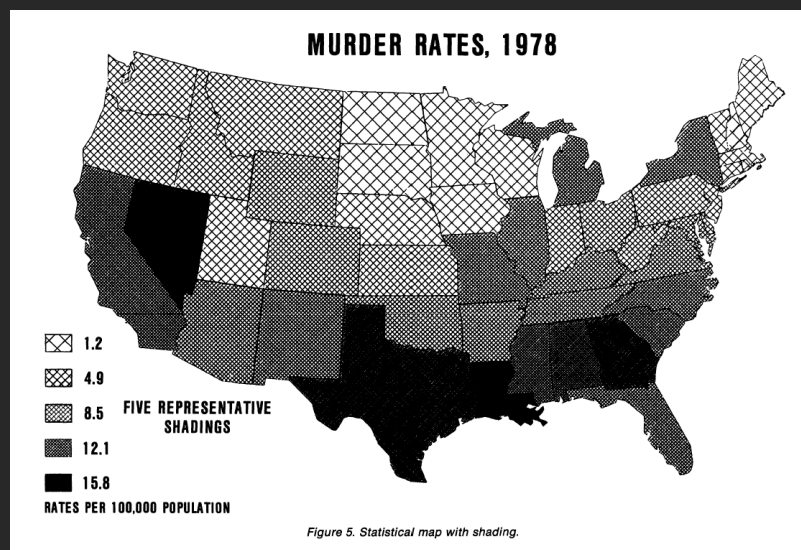 MURDER RATES, 1978
1.2
4.9
8.5
FIVE REPRESENTATIVE
SHADINGS
12.1
15.8
RATES PER 100,000 POPULATION
Figure 5. Statistical map with shading.